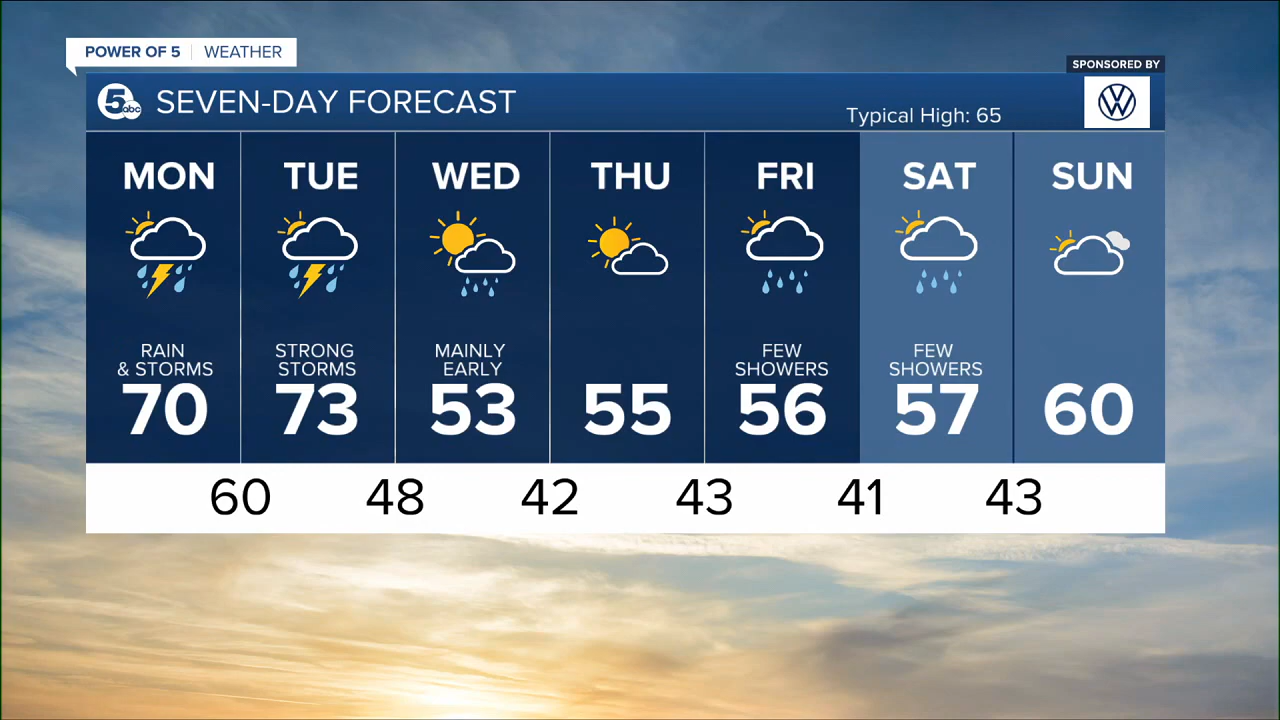 POWER OF 5 | WEATHER
SPONSORED BY
5 abc SEVEN-DAY FORECAST
Typical High: 65
VW
MON TUE WED THU FRI SAT SUN
RAIN & STORMS
STRONG STORMS
MAINLY EARLY
FEW SHOWERS
FEW SHOWERS
70 73 53 55 56 57 60
60 48 42 43 41 43